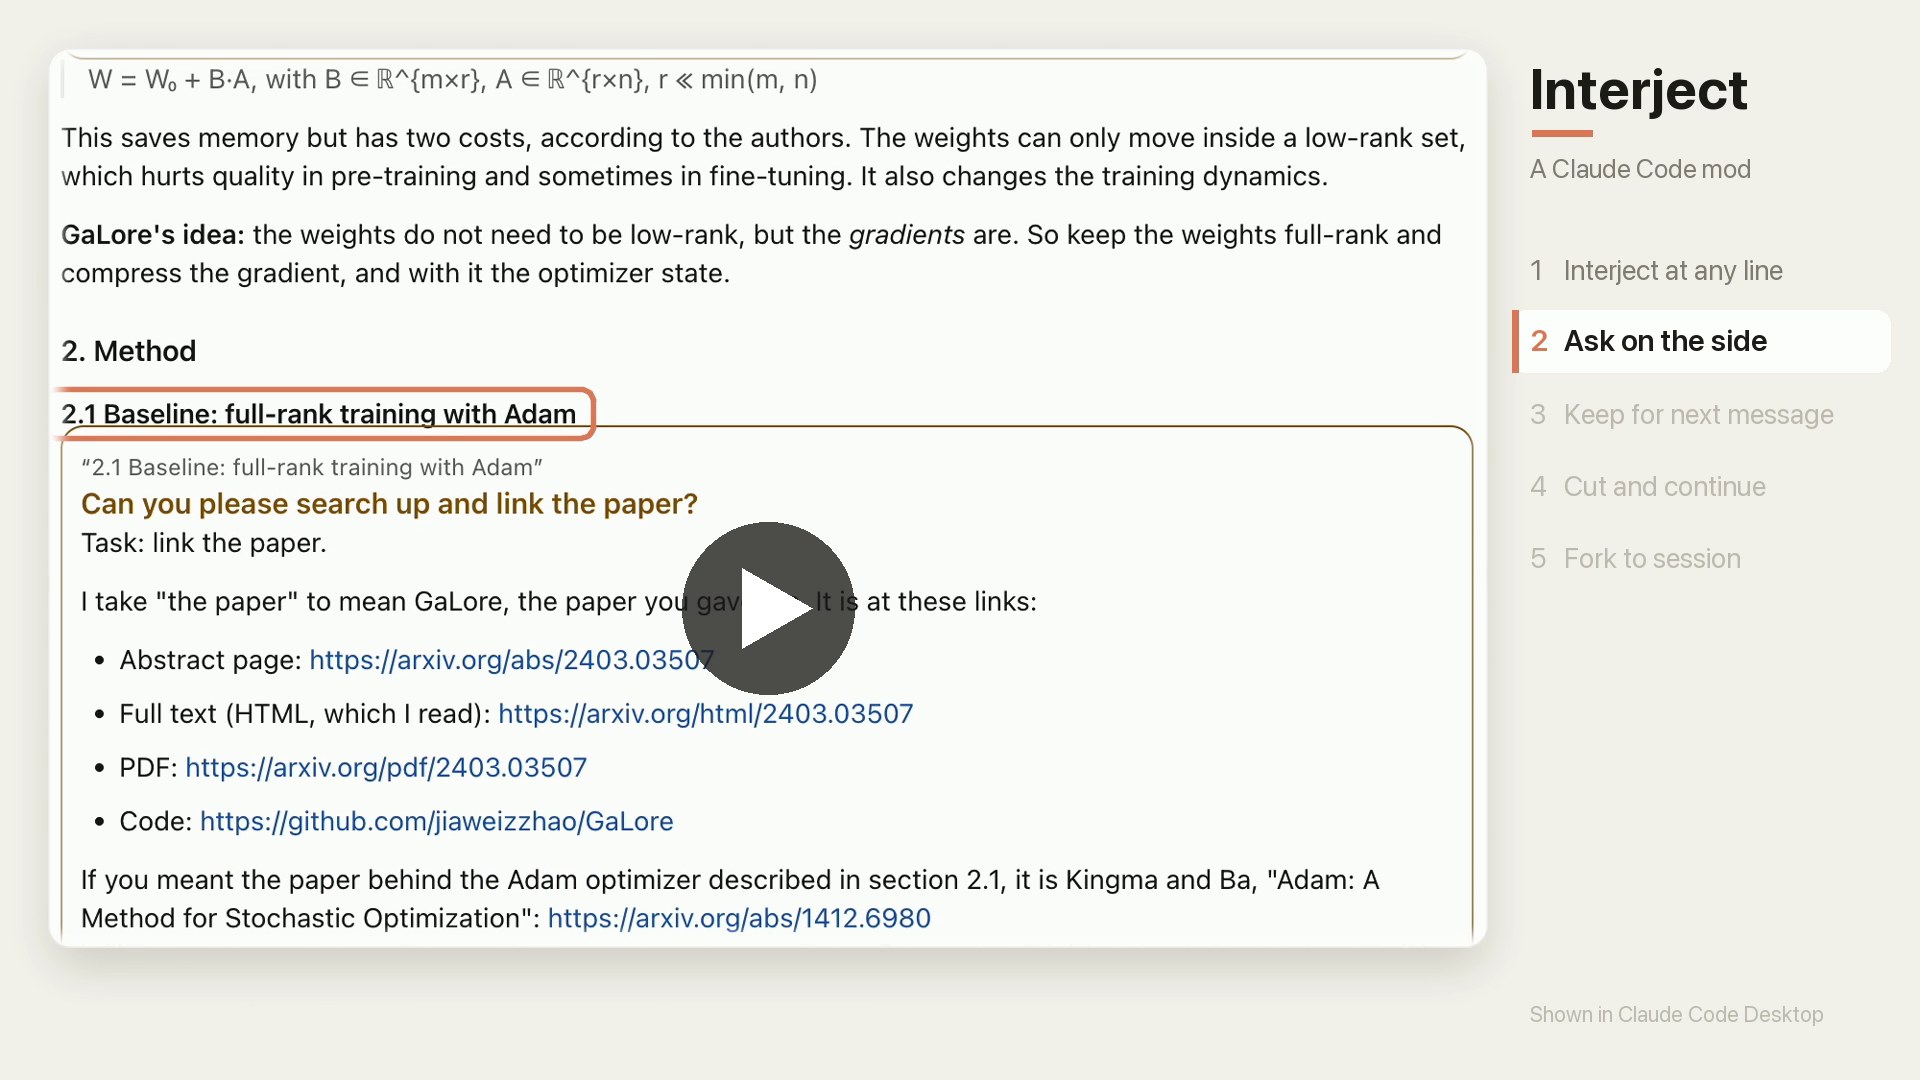 W = W₀ + B·A, with B ∈ ℝ^{m×r}, A ∈ ℝ^{r×n}, r ≪ min(m, n)
This saves memory but has two costs, according to the authors. The weights can only move inside a low-rank set,
which hurts quality in pre-training and sometimes in fine-tuning. It also changes the training dynamics.
GaLore's idea: the weights do not need to be low-rank, but the gradients are. So keep the weights full-rank and
compress the gradient, and with it the optimizer state.
2. Method
2.1 Baseline: full-rank training with Adam
“2.1 Baseline: full-rank training with Adam”
Can you please search up and link the paper?
Task: link the paper.
I take "the paper" to mean GaLore, the paper you It is at these links:
• Abstract page: https://arxiv.org/abs/2403.03507
• Full text (HTML, which I read): https://arxiv.org/html/2403.03507
• PDF: https://arxiv.org/pdf/2403.03507
• Code: https://github.com/jiaweizzhao/GaLore
If you meant the paper behind the Adam optimizer described in section 2.1, it is Kingma and Ba, "Adam: A
Method for Stochastic Optimization": https://arxiv.org/abs/1412.6980
Interject
A Claude Code mod
1 Interject at any line
2 Ask on the side
3 Keep for next message
4 Cut and continue
5 Fork to session
Shown in Claude Code Desktop